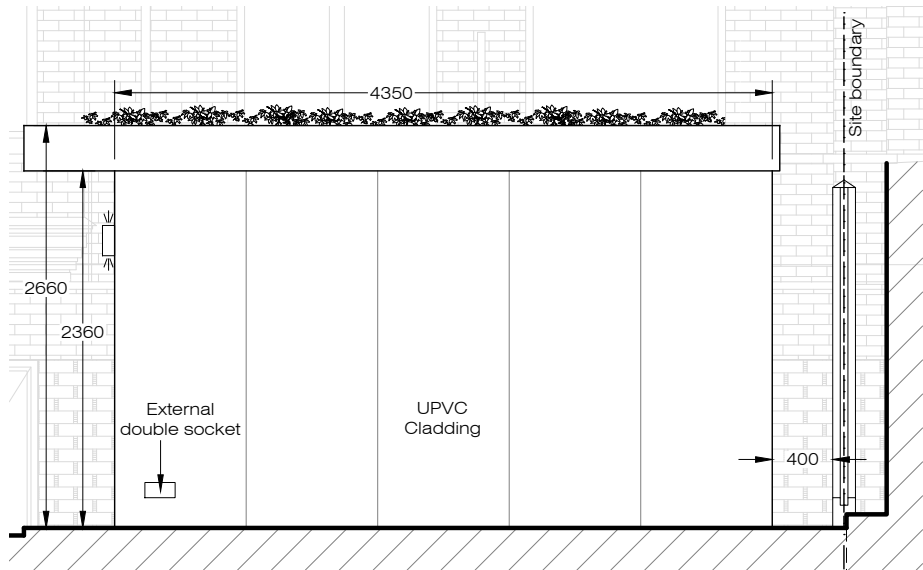 4350
Site boundary
2660
2360
External
double socket
UPVC
Cladding
400